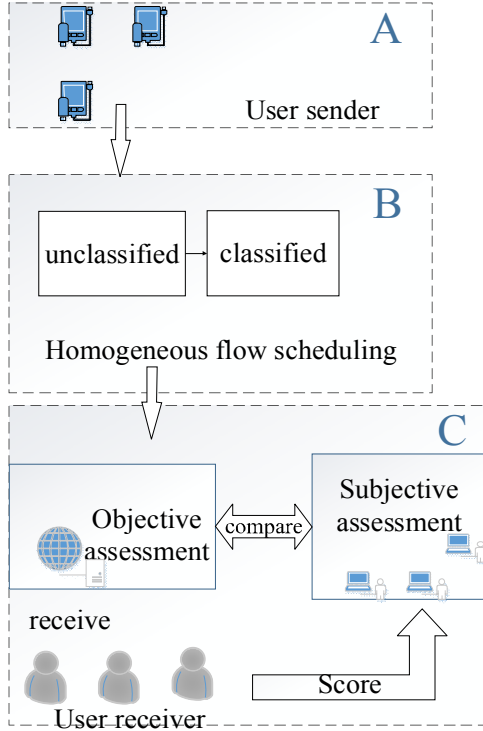 A
User sender
B
unclassified
classified
Homogeneous flow scheduling
C
Objective
assessment
compare
Subjective
assessment
receive
Score
User receiver